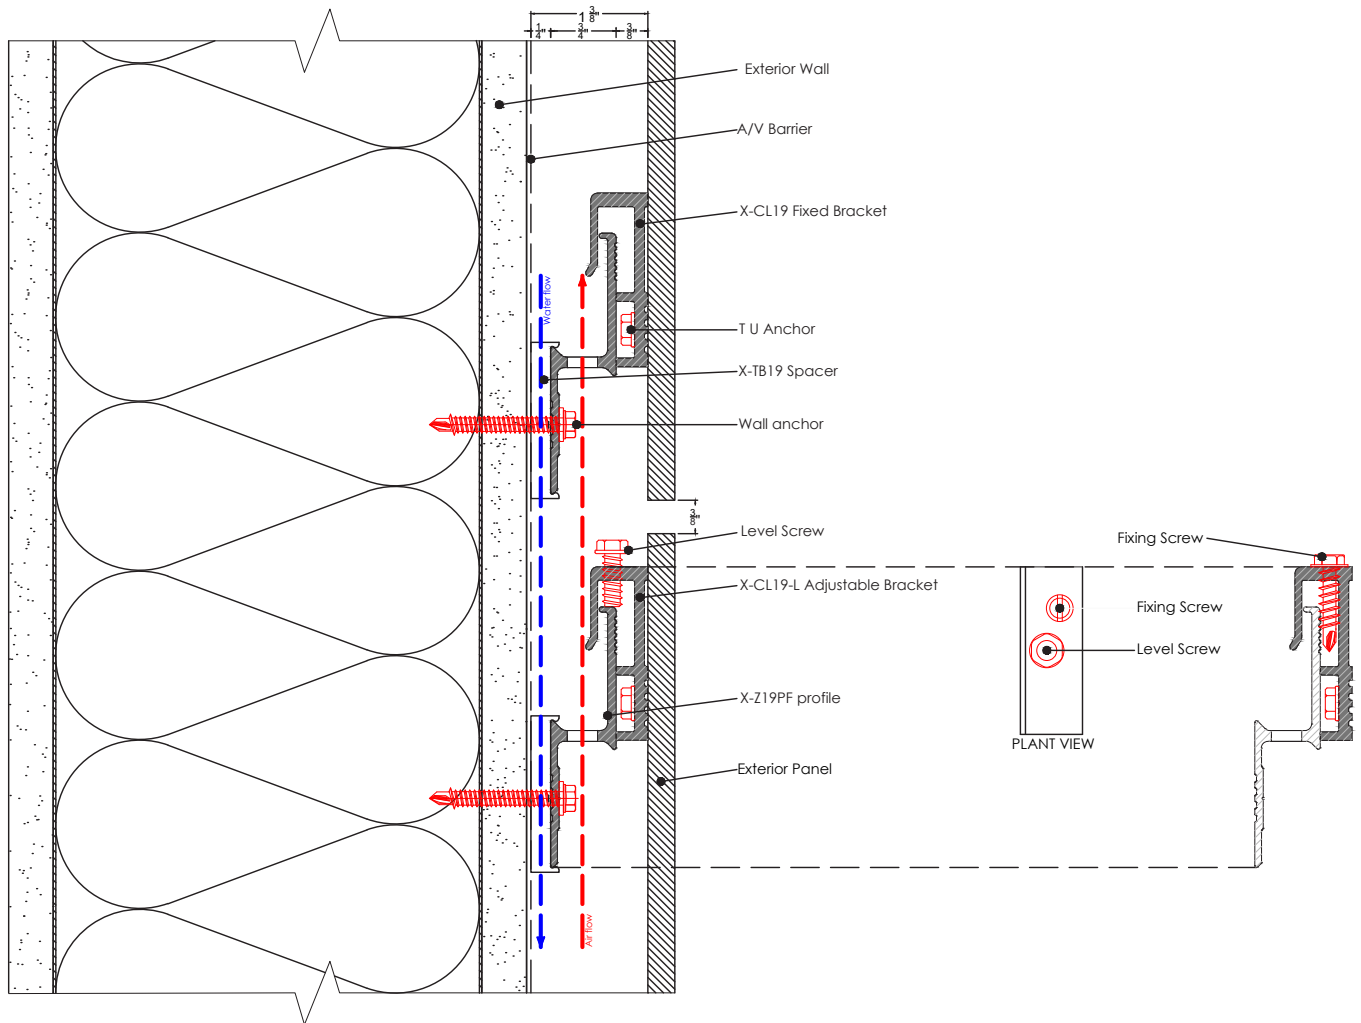 1 3/8"
1/4" 3/4" 3/8"
Exterior Wall
A/V Barrier
X-CL19 Fixed Bracket
Water flow
T U Anchor
X-TB19 Spacer
Wall anchor
3/8"
Level Screw
Fixing Screw
X-CL19-L Adjustable Bracket
Fixing Screw
Level Screw
X-Z19PF profile
PLANT VIEW
Exterior Panel
Air flow